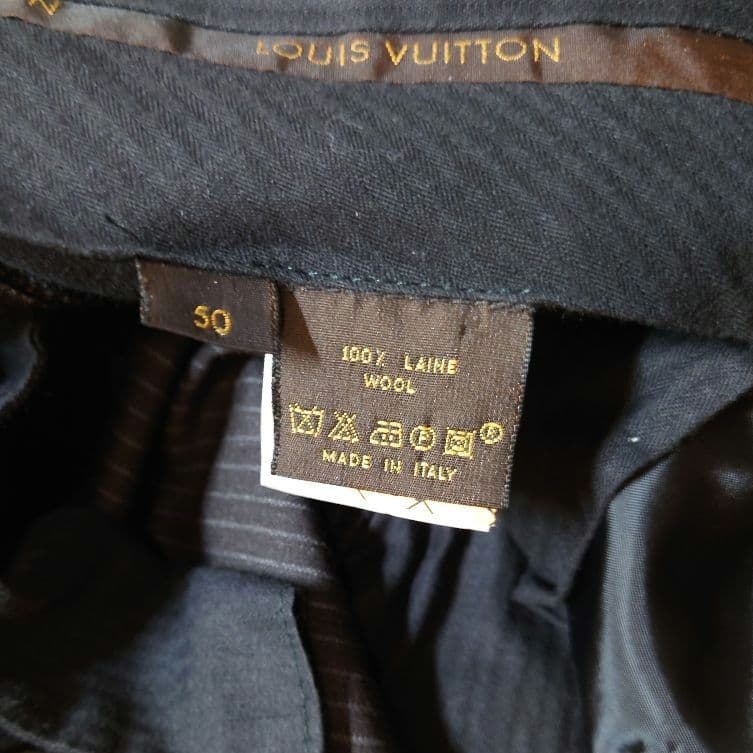 LOUIS VUITTON
50
100% LAINE
WOOL
P
®
MADE IN ITALY